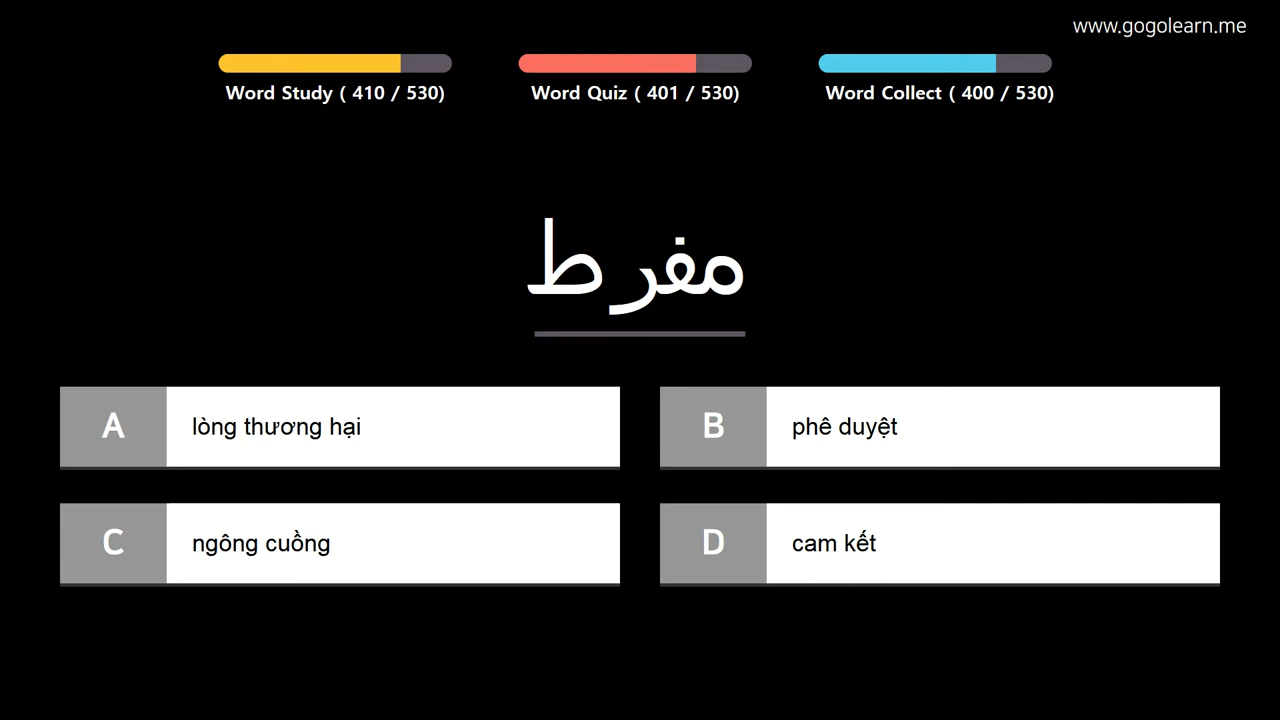 www.gogolearn.me
Word Study ( 410 / 530)
Word Quiz ( 401 / 530)
Word Collect ( 400 / 530)
مفرط
A lòng thương hại
B phê duyệt
C ngông cuồng
D cam kết